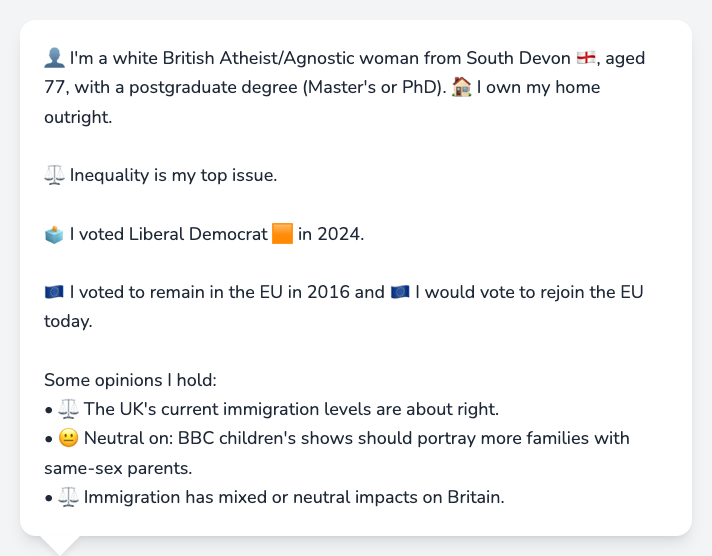 👤 I'm a white British Atheist/Agnostic woman from South Devon 🏴󠁧󠁢󠁥󠁮󠁧󠁿, aged
77, with a postgraduate degree (Master's or PhD). 🏠 I own my home
outright.
⚖️ Inequality is my top issue.
🗳️ I voted Liberal Democrat 🟧 in 2024.
🇪🇺 I voted to remain in the EU in 2016 and 🇪🇺 I would vote to rejoin the EU
today.
Some opinions I hold:
• ⚖️ The UK's current immigration levels are about right.
• 😐 Neutral on: BBC children's shows should portray more families with
same-sex parents.
• ⚖️ Immigration has mixed or neutral impacts on Britain.